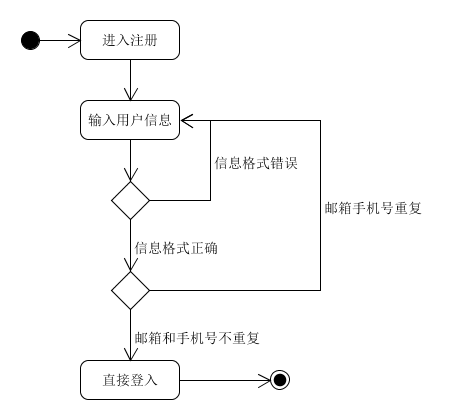 进入注册
输入用户信息
信息格式错误
邮箱手机号重复
信息格式正确
邮箱和手机号不重复
直接登入